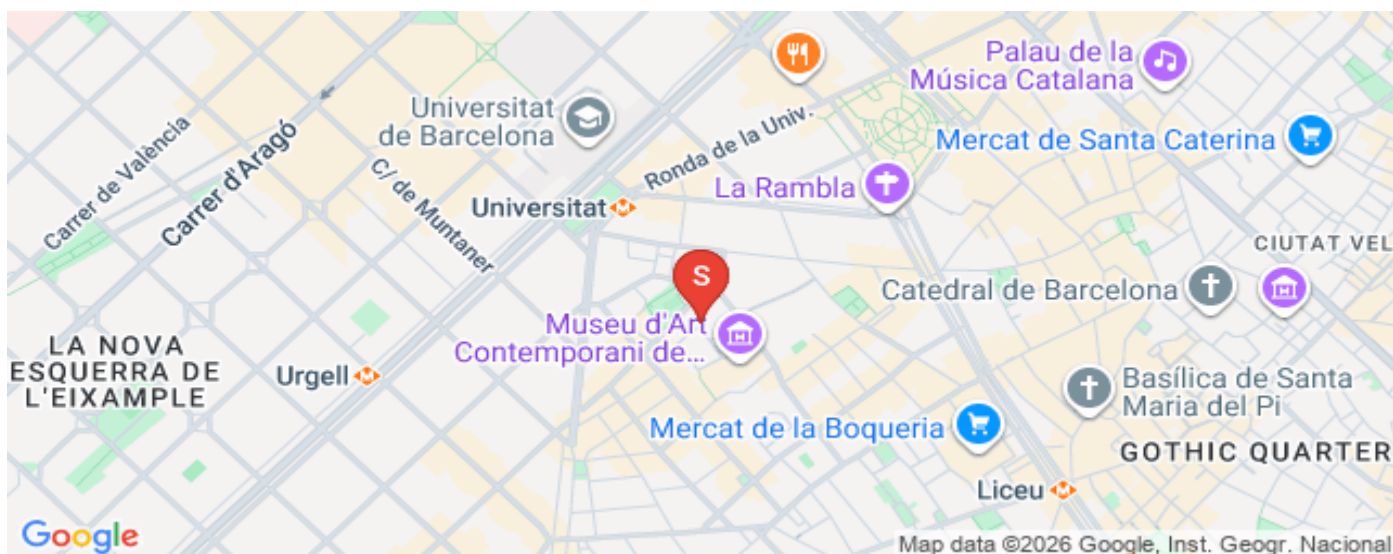 Palau de la
Música Catalana
Universitat
de Barcelona
Ronda de la Univ.
Mercat de Santa Caterina
Carrer de València
Carrer d'Aragó
C/ de Muntaner
La Rambla
Universitat
CIUTAT VEL
S
Catedral de Barcelona
Museu d'Art
Contemporani de...
LA NOVA
ESQUERRA DE
L'EIXAMPLE
Urgell
Basílica de Santa
Maria del Pi
Mercat de la Boqueria
GOTHIC QUARTER
Liceu
Google
Map data ©2026 Google, Inst. Geogr. Nacional